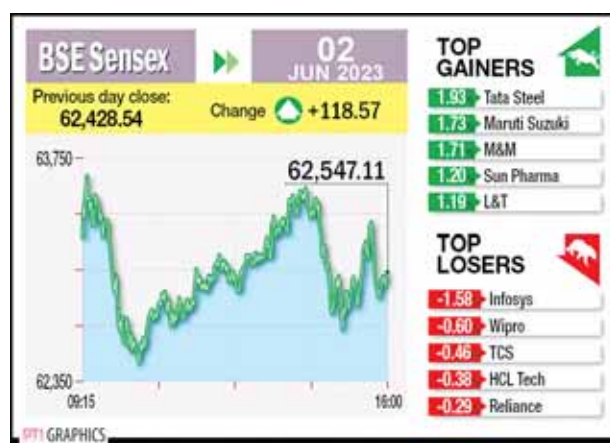 BSE Sensex
02
JUN 2023
Previous day close:
62,428.54
Change +118.57
63,750
62,547.11
62,350
09:15 16:00
TOP
GAINERS
1.93 Tata Steel
1.73 Maruti Suzuki
1.71 M&M
1.20 Sun Pharma
1.19 L&T
TOP
LOSERS
-1.58 Infosys
-0.60 Wipro
-0.46 TCS
-0.38 HCL Tech
-0.29 Reliance
GRAPHICS